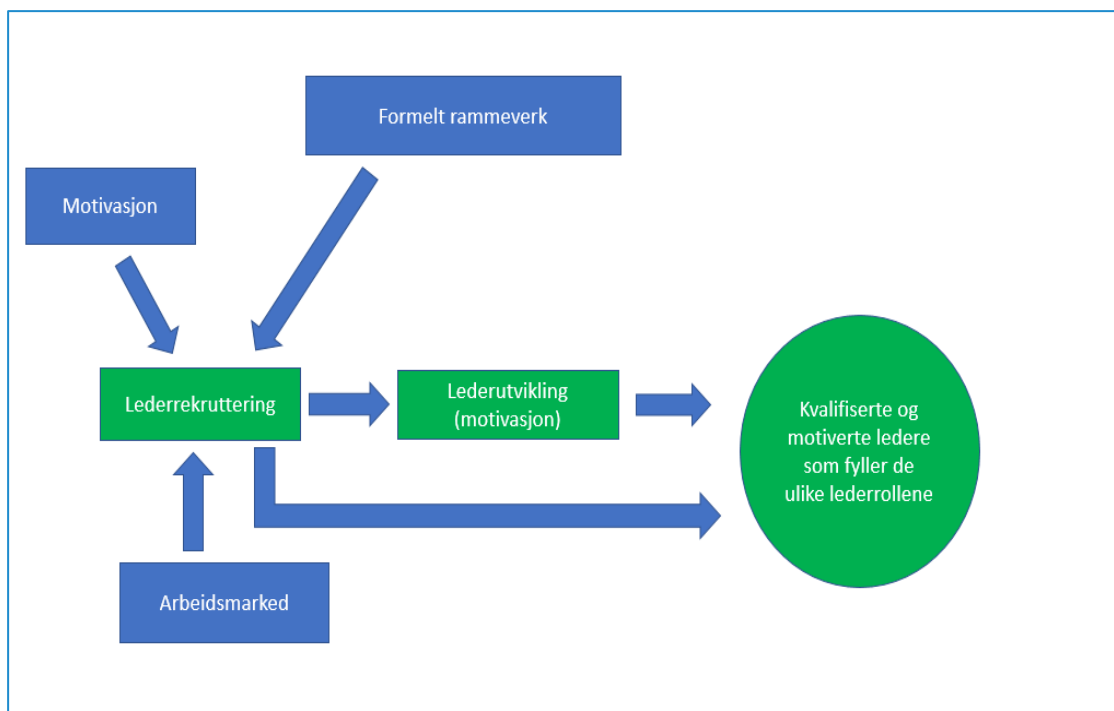 Formelt rammeverk
Motivasjon
Lederrekruttering
Lederutvikling
(motivasjon)
Kvalifiserte og
motiverte ledere
som fyller de
ulike lederrollene
Arbeidsmarked